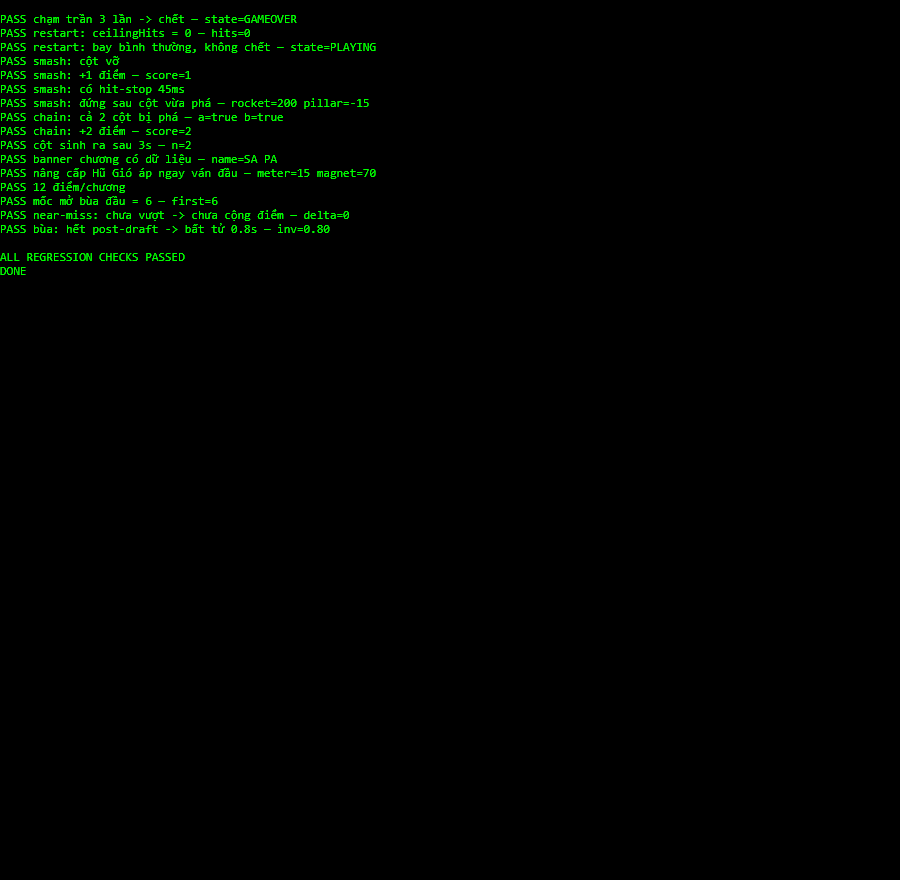 PASS chạm trần 3 lần -> chết — state=GAMEOVER
PASS restart: ceilingHits = 0 — hits=0
PASS restart: bay bình thường, không chết — state=PLAYING
PASS smash: cột vỡ
PASS smash: +1 điểm — score=1
PASS smash: có hit-stop 45ms
PASS smash: đứng sau cột vừa phá — rocket=200 pillar=-15
PASS chain: cả 2 cột bị phá — a=true b=true
PASS chain: +2 điểm — score=2
PASS cột sinh ra sau 3s — n=2
PASS banner chương có dữ liệu — name=SA PA
PASS nâng cấp Hũ Gió áp ngay ván đầu — meter=15 magnet=70
PASS 12 điểm/chương
PASS mốc mở bùa đầu = 6 — first=6
PASS near-miss: chưa vượt -> chưa cộng điểm — delta=0
PASS bùa: hết post-draft -> bất tử 0.8s — inv=0.80
ALL REGRESSION CHECKS PASSED
DONE